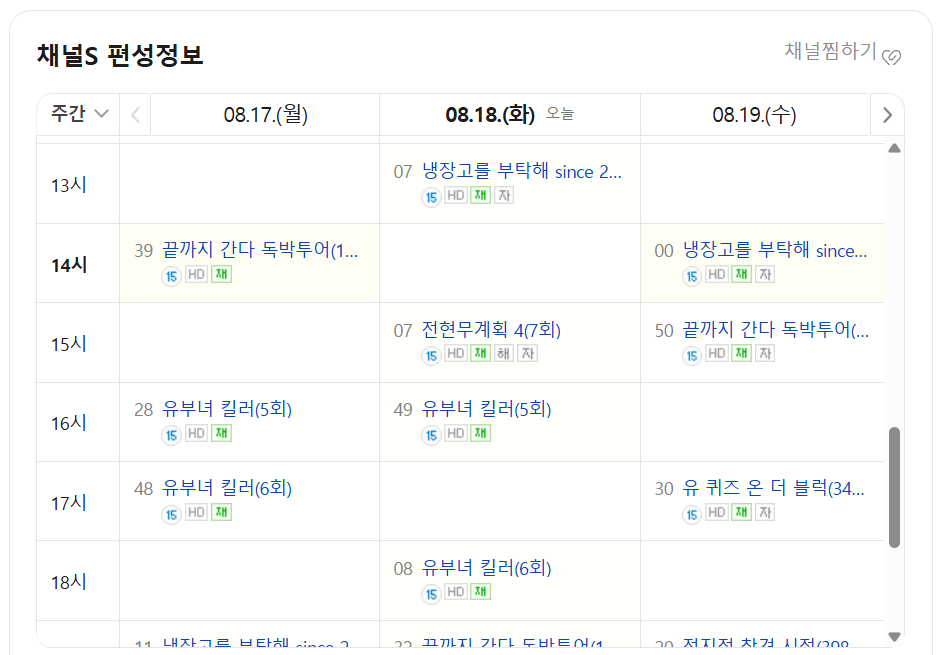 채널S 편성정보
채널찜하기
주간 08.17.(월) 08.18.(화) 오늘 08.19.(수)
13시
07 냉장고를 부탁해 since 2...
15 HD 재 자
14시
39 끝까지 간다 독박투어(1...
15 HD 재
00 냉장고를 부탁해 since...
15 HD 재 자
15시
07 전현무계획 4(7회)
15 HD 재 해 자
50 끝까지 간다 독박투어(...
15 HD 재 자
16시
28 유부녀 킬러(5회)
15 HD 재
49 유부녀 킬러(5회)
15 HD 재
17시
48 유부녀 킬러(6회)
15 HD 재
30 유 퀴즈 온 더 블럭(34...
15 HD 재 자
18시
08 유부녀 킬러(6회)
15 HD 재
11 냉장고를 부탁해 since 2...
끝까지 간다 독박투어(1...
전지적 참견 시점(398...